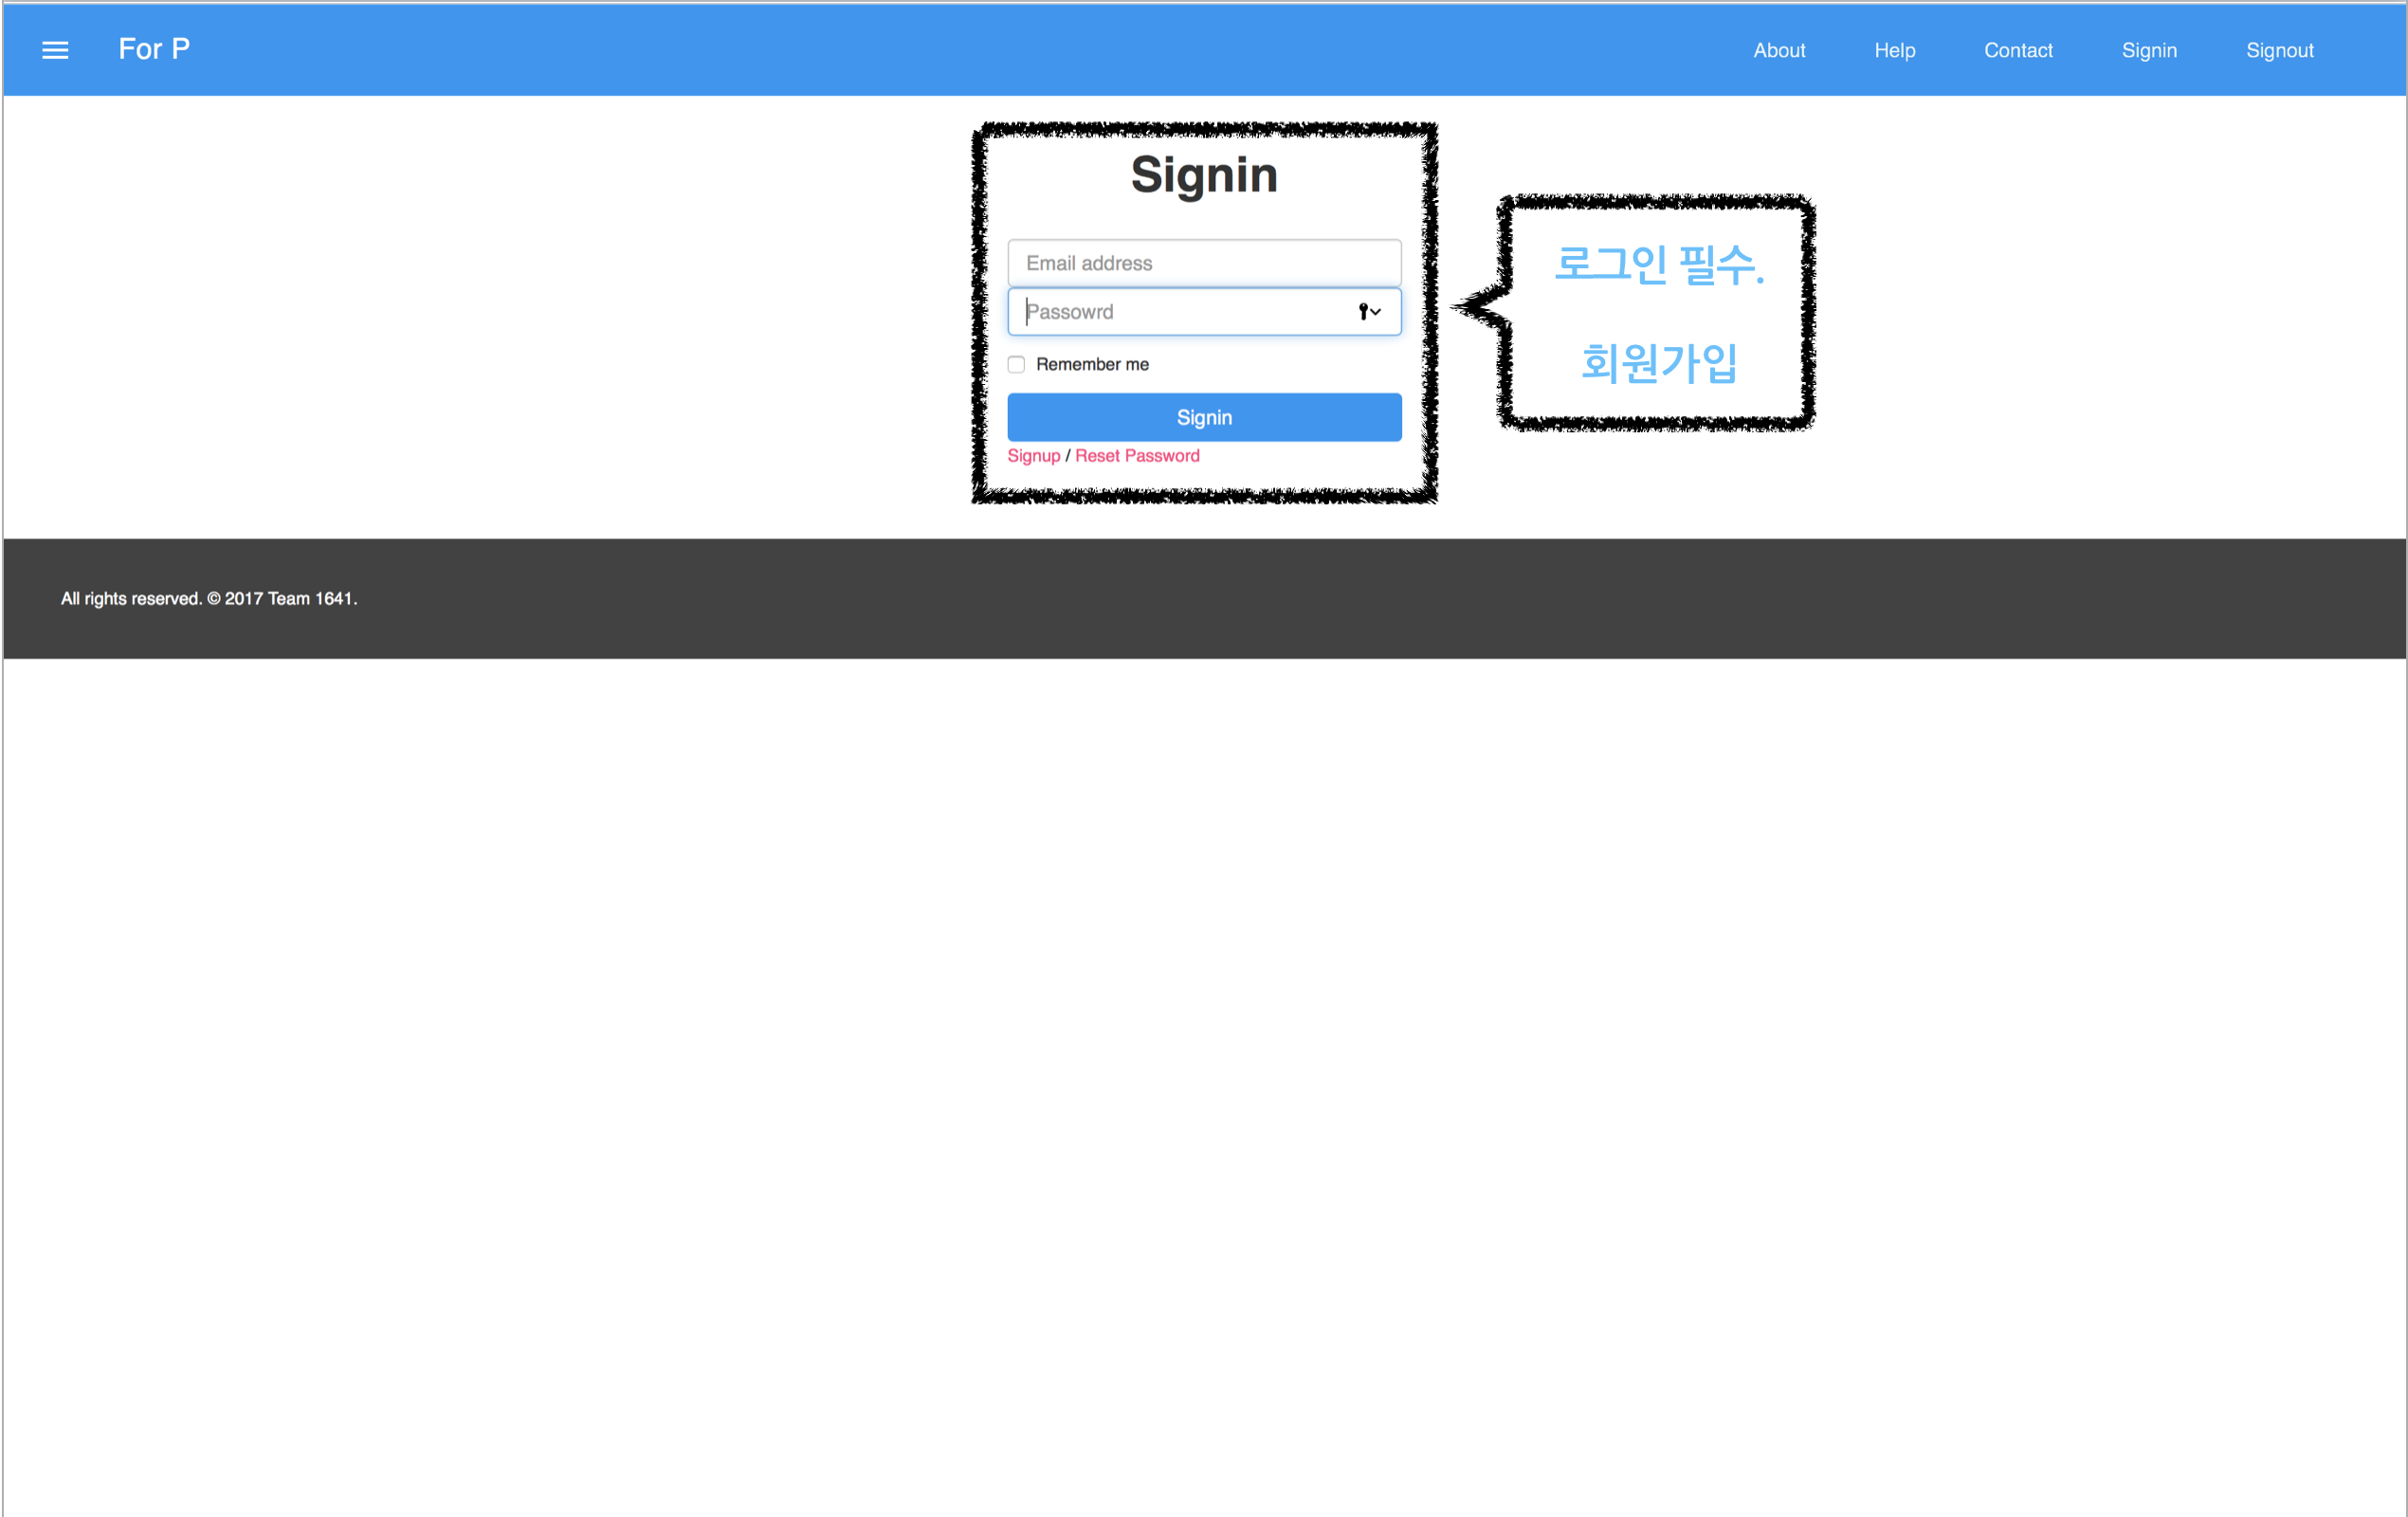 For P
About Help Contact Signin Signout
Signin
Email address
Passowrd
Remember me
Signin
Signup / Reset Password
로그인 필수.
회원가입
All rights reserved. © 2017 Team 1641.